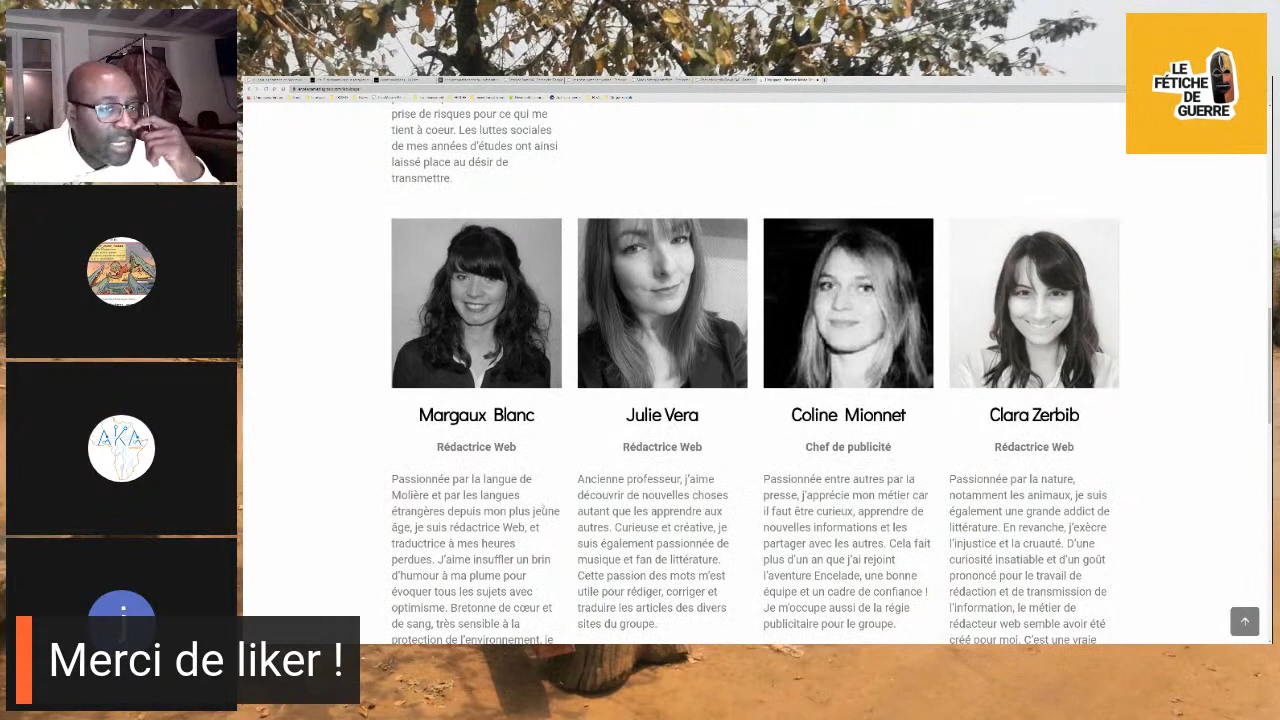 LE
FÉTICHE
DE
GUERRE
prise de risques pour ce qui me
tient à coeur. Les luttes sociales
de mes années d'études ont ainsi
laissé place au désir de
transmettre.
Margaux Blanc
Rédactrice Web
Passionnée par la langue de
Molière et par les langues
étrangères depuis mon plus jeune
âge, je suis rédactrice Web, et
traductrice à mes heures
perdues. J'aime insuffler un brin
d'humour à ma plume pour
évoquer tous les sujets avec
optimisme. Bretonne de cœur et
de sang, très sensible à la
protection de l'environnement, je
Julie Vera
Rédactrice Web
Ancienne professeur, j'aime
découvrir de nouvelles choses
autant que les apprendre aux
autres. Curieuse et créative, je
suis également passionnée de
musique et fan de littérature.
Cette passion des mots m'est
utile pour rédiger, corriger et
traduire les articles des divers
sites du groupe.
Coline Mionnet
Chef de publicité
Passionnée entre autres par la
presse, j'apprécie mon métier car
il faut être curieux, apprendre de
nouvelles informations et les
partager avec les autres. Cela fait
plus d'un an que j'ai rejoint
l'aventure Encelade, une bonne
équipe et un cadre de confiance !
Je m'occupe aussi de la régie
publicitaire pour le groupe.
Clara Zerbib
Rédactrice Web
Passionnée par la nature,
notamment les animaux, je suis
également une grande addict de
littérature. En revanche, j'exècre
l'injustice et la cruauté. D'une
curiosité insatiable et d'un goût
prononcé pour le travail de
rédaction et de transmission de
l'information, le métier de
rédacteur web semble avoir été
créé pour moi. C'est une vraie
AKA
j
Merci de liker !